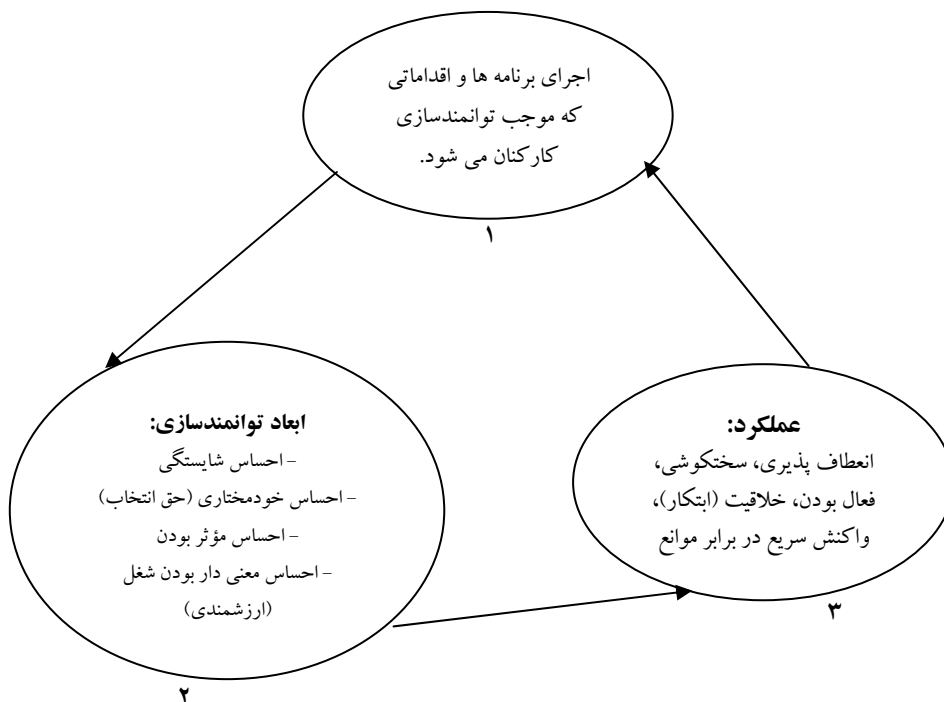 اجرای برنامه ها و اقداماتی
که موجب توانمندسازی
کارکنان می شود.
۱
ابعاد توانمندسازی:
- احساس شایستگی
- احساس خودمختاری (حق انتخاب)
- احساس مؤثر بودن
- احساس معنی دار بودن شغل
(ارزشمندی)
۲
عملکرد:
انعطاف پذیری، سختکوشی،
فعال بودن، خلاقیت (ابتکار)،
واکنش سریع در برابر موانع
۳